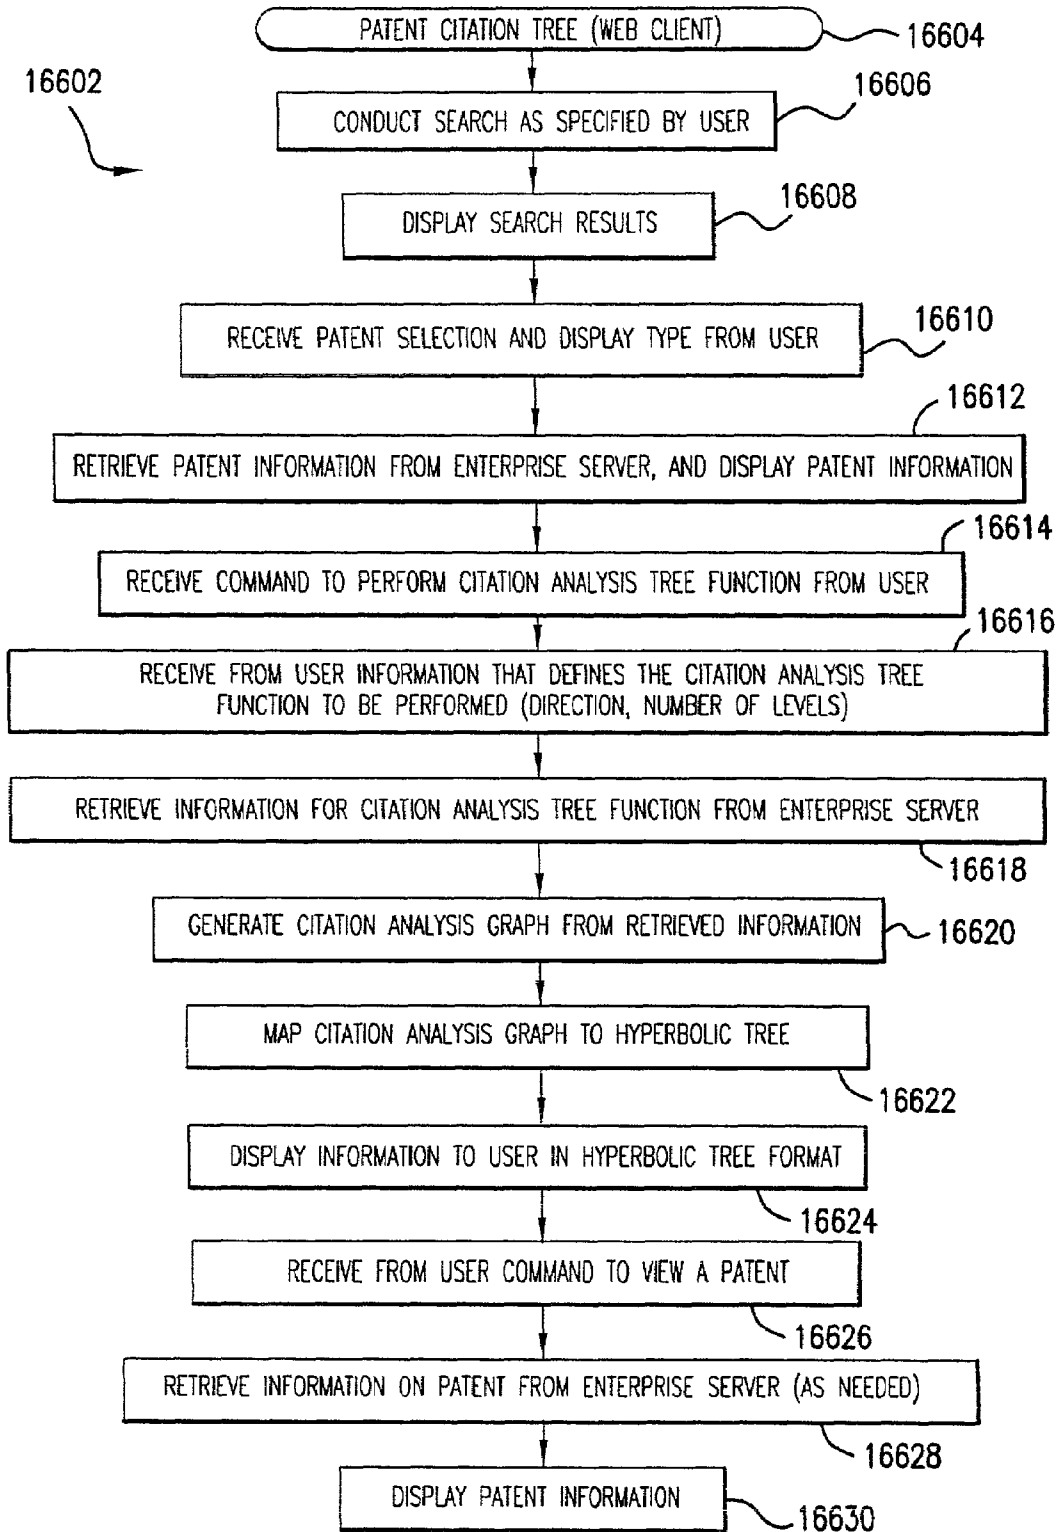 PATENT CITATION TREE (WEB CLIENT)
16604
16602
CONDUCT SEARCH AS SPECIFIED BY USER
16606
DISPLAY SEARCH RESULTS
16608
RECEIVE PATENT SELECTION AND DISPLAY TYPE FROM USER
16610
16612
RETRIEVE PATENT INFORMATION FROM ENTERPRISE SERVER, AND DISPLAY PATENT INFORMATION
16614
RECEIVE COMMAND TO PERFORM CITATION ANALYSIS TREE FUNCTION FROM USER
16616
RECEIVE FROM USER INFORMATION THAT DEFINES THE CITATION ANALYSIS TREE
FUNCTION TO BE PERFORMED (DIRECTION, NUMBER OF LEVELS)
RETRIEVE INFORMATION FOR CITATION ANALYSIS TREE FUNCTION FROM ENTERPRISE SERVER
16618
GENERATE CITATION ANALYSIS GRAPH FROM RETRIEVED INFORMATION
16620
MAP CITATION ANALYSIS GRAPH TO HYPERBOLIC TREE
16622
DISPLAY INFORMATION TO USER IN HYPERBOLIC TREE FORMAT
16624
RECEIVE FROM USER COMMAND TO VIEW A PATENT
16626
RETRIEVE INFORMATION ON PATENT FROM ENTERPRISE SERVER (AS NEEDED)
16628
DISPLAY PATENT INFORMATION
16630